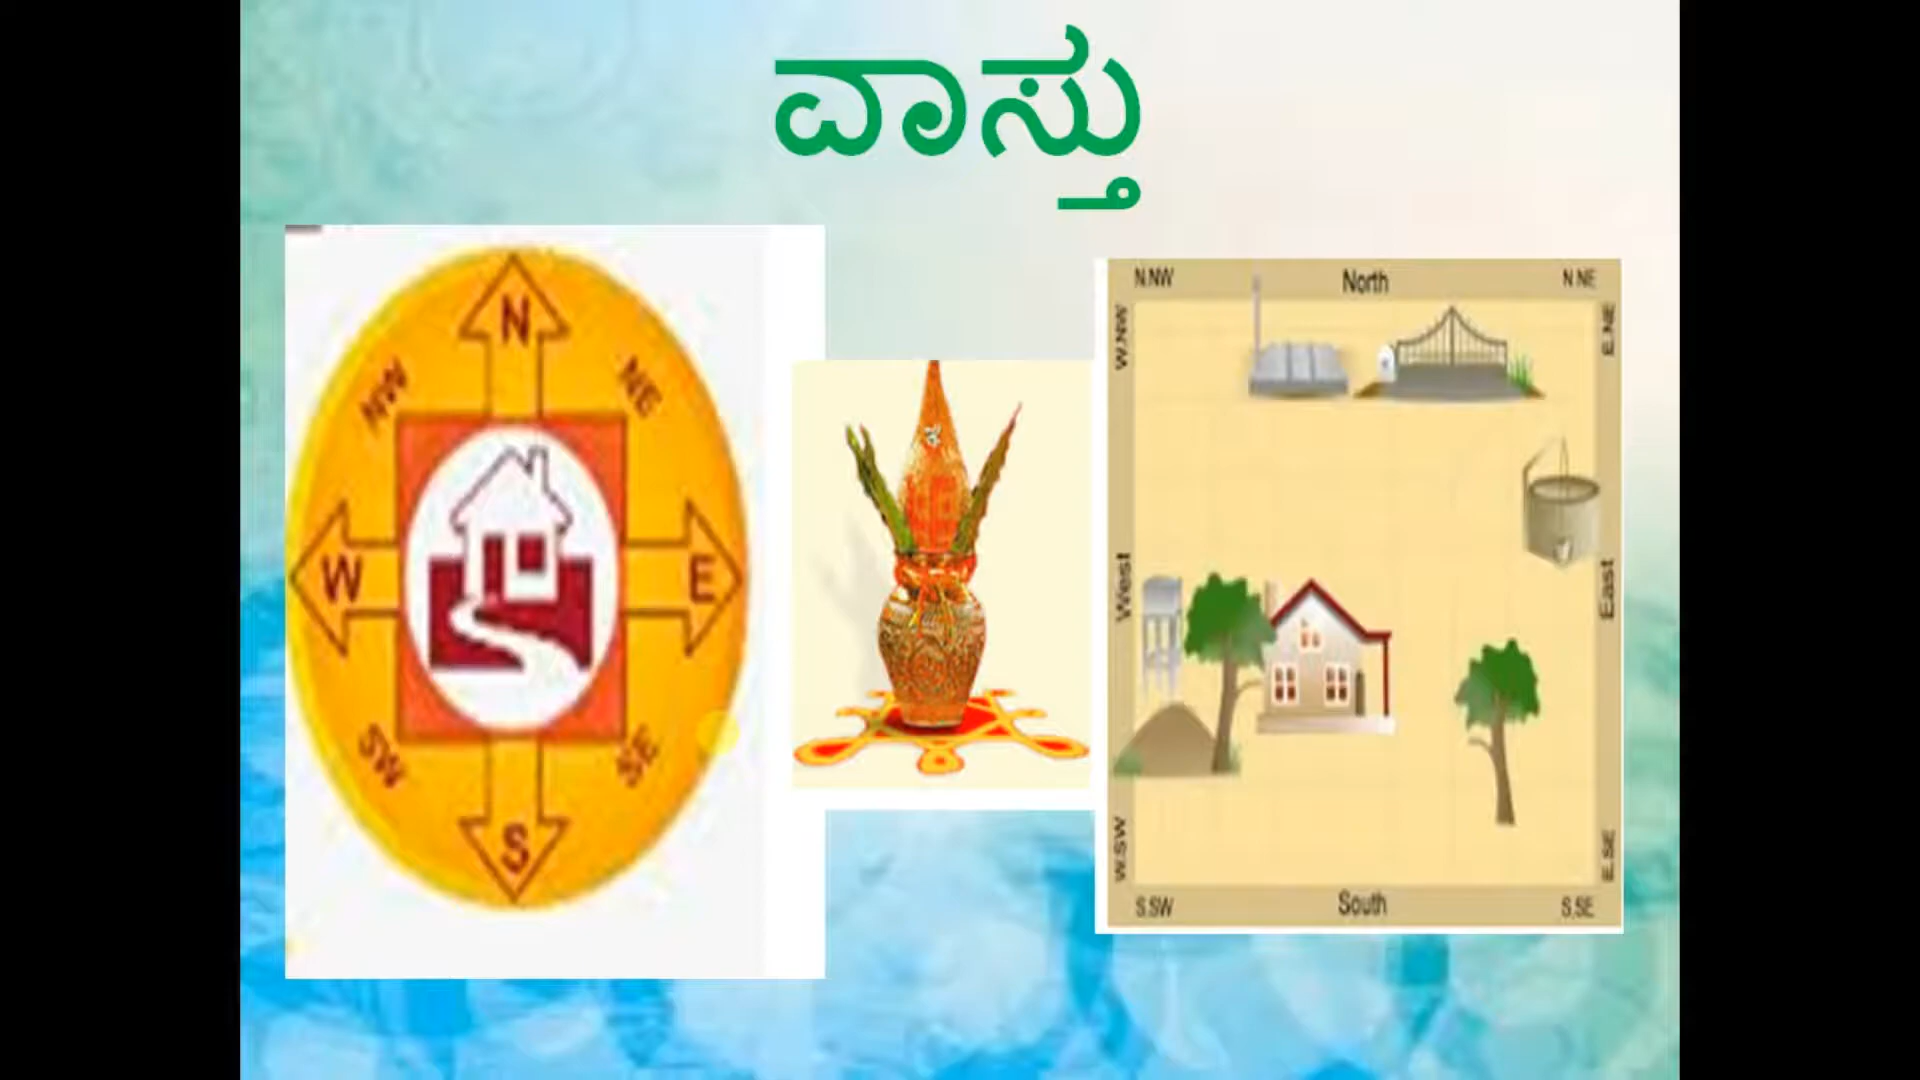 ವಾಸ್ತು
N
NW
NE
W
E
SW
SE
S
N.NW
North
N.NE
W.NW
E.NE
West
East
W.SW
E.SE
S.SW
South
S.SE